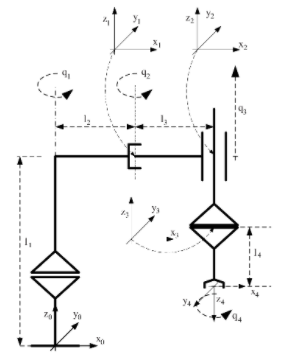 z1 y1 x1
z2 y2 x2
q1 q2 q3
l2 l3
l1
z2 y3 x3
l4
z0 y0 x0
y4 z4 x4
q4